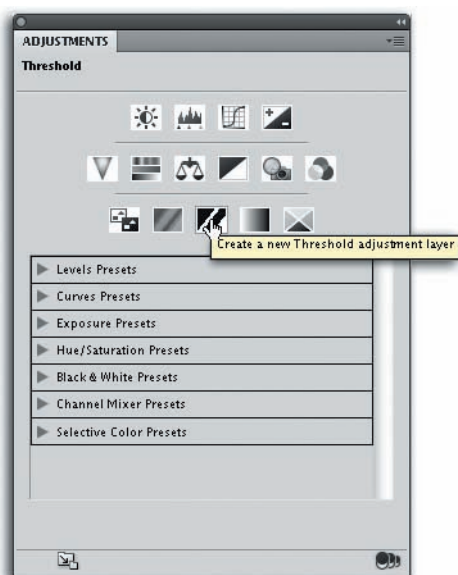 ADJUSTMENTS
Threshold
Create a new Threshold adjustment layer
Levels Presets
Curves Presets
Exposure Presets
Hue/Saturation Presets
Black & White Presets
Channel Mixer Presets
Selective Color Presets